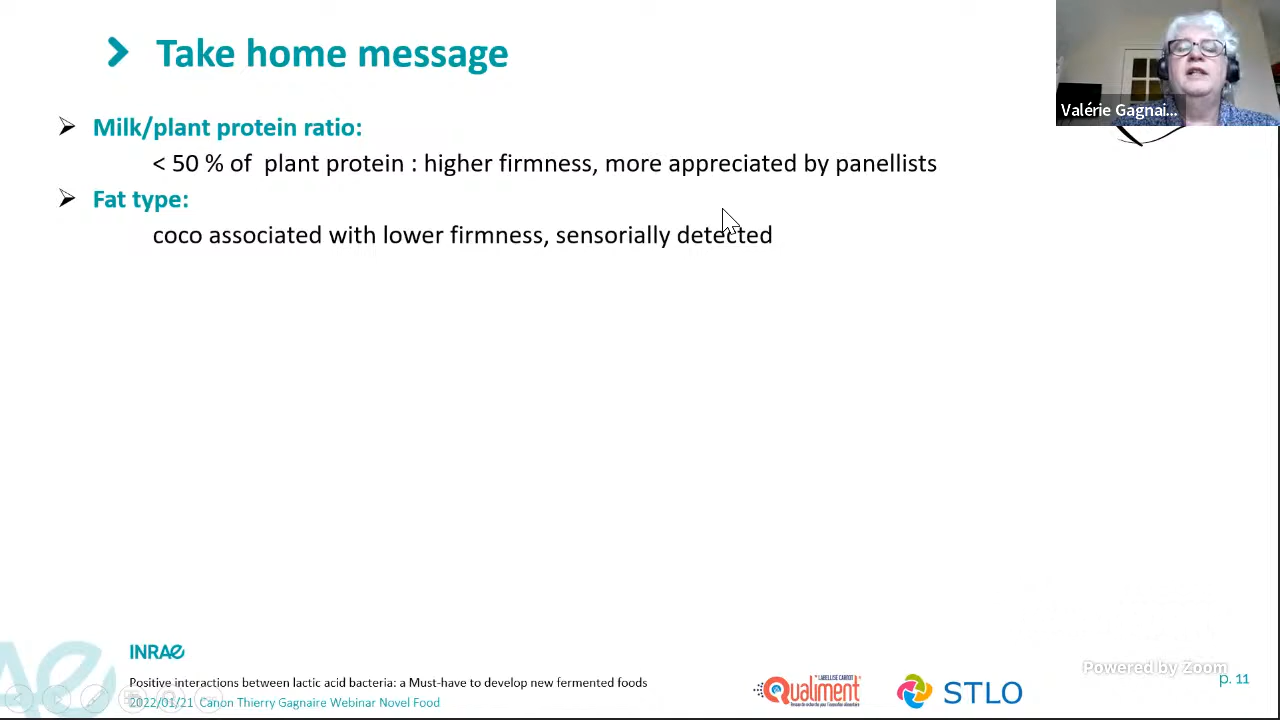 Take home message
Valérie Gagnai...
Milk/plant protein ratio:
< 50 % of plant protein : higher firmness, more appreciated by panellists
Fat type:
coco associated with lower firmness, sensorially detected
INRAE
Positive interactions between lactic acid bacteria: a Must-have to develop new fermented foods
2022/01/21 Canon Thierry Gagnaire Webinar Novel Food
LABELLISÉ CARNOT
Qualiment
STLO
Powered by Zoom
p. 11